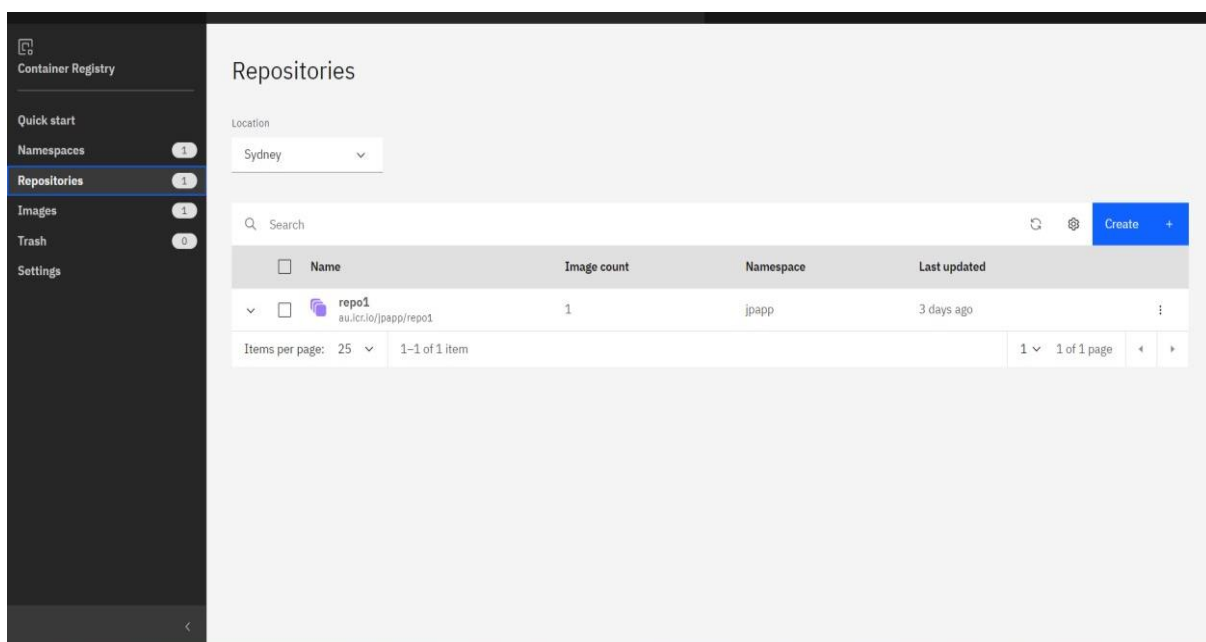 Container Registry
Quick start
Namespaces 1
Repositories 1
Images 1
Trash 0
Settings
Repositories
Location
Sydney
Search
Create +
Name Image count Namespace Last updated
repo1 1 jpapp 3 days ago
au.icr.io/jpapp/repo1
Items per page: 25 1–1 of 1 item 1 1 of 1 page